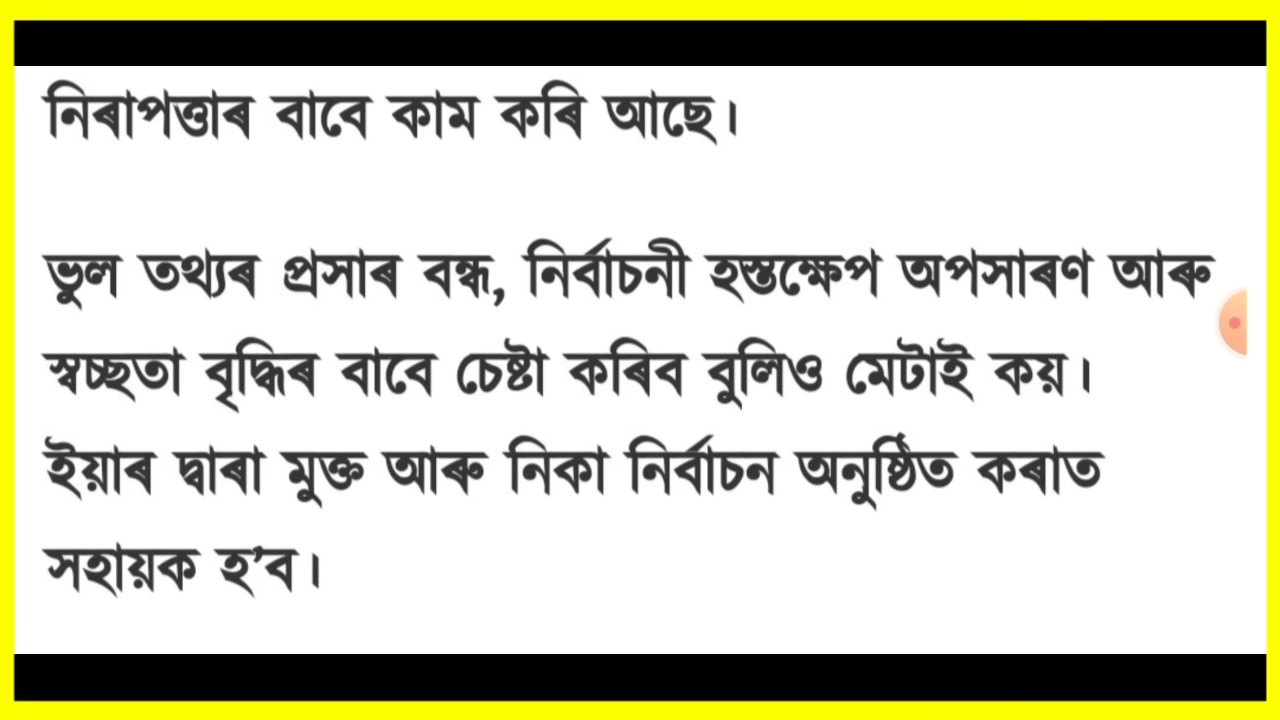 নিৰাপত্তাৰ বাবে কাম কৰি আছে।
ভুল তথ্যৰ প্ৰসাৰ বন্ধ, নিৰ্বাচনী হস্তক্ষেপ অপসাৰণ আৰু
স্বচ্ছতা বৃদ্ধিৰ বাবে চেষ্টা কৰিব বুলিও মেটাই কয়।
ইয়াৰ দ্বাৰা মুক্ত আৰু নিকা নিৰ্বাচন অনুষ্ঠিত কৰাত
সহায়ক হ’ব।